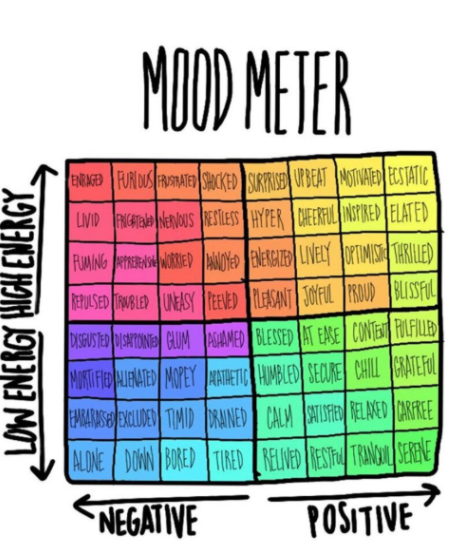 MOOD METER
HIGH ENERGY
LOW ENERGY
ENRAGED FURIOUS FRUSTRATED SHOCKED SURPRISED UPBEAT MOTIVATED ECSTATIC
LIVID FRIGHTENED NERVOUS RESTLESS HYPER CHEERFUL INSPIRED ELATED
FUMING APPREHENSIVE WORRIED ANNOYED ENERGIZED LIVELY OPTIMISTIC THRILLED
REPULSED TROUBLED UNEASY PEEVED PLEASANT JOYFUL PROUD BLISSFUL
DISGUSTED DISAPPOINTED GLUM ASHAMED BLESSED AT EASE CONTENT FULFILLED
MORTIFIED ALIENATED MOPEY APATHETIC HUMBLED SECURE CHILL GRATEFUL
EMBARASSED EXCLUDED TIMID DRAINED CALM SATISFIED RELAXED CAREFREE
ALONE DOWN BORED TIRED RELIVED RESTFUL TRANQUIL SERENE
NEGATIVE POSITIVE